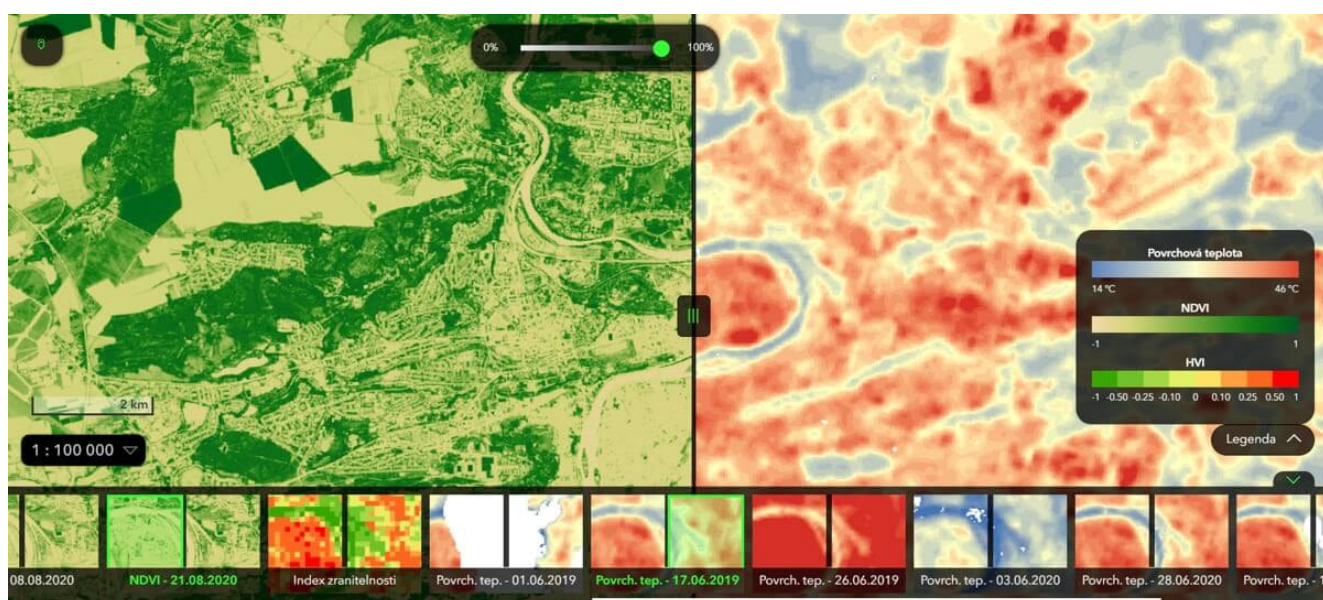 0%
100%
Povrchová teplota
14 °C 46 °C
NDVI
-1 1
HVI
-1 -0.50 -0.25 -0.10 0 0.10 0.25 0.50 1
2 km
1 : 100 000
Legenda
08.08.2020
NDVI - 21.08.2020
Index zranitelnosti
Povrch. tep. - 01.06.2019
Povrch. tep. - 17.06.2019
Povrch. tep. - 26.06.2019
Povrch. tep. - 03.06.2020
Povrch. tep. - 28.06.2020
Povrch. tep. - 1